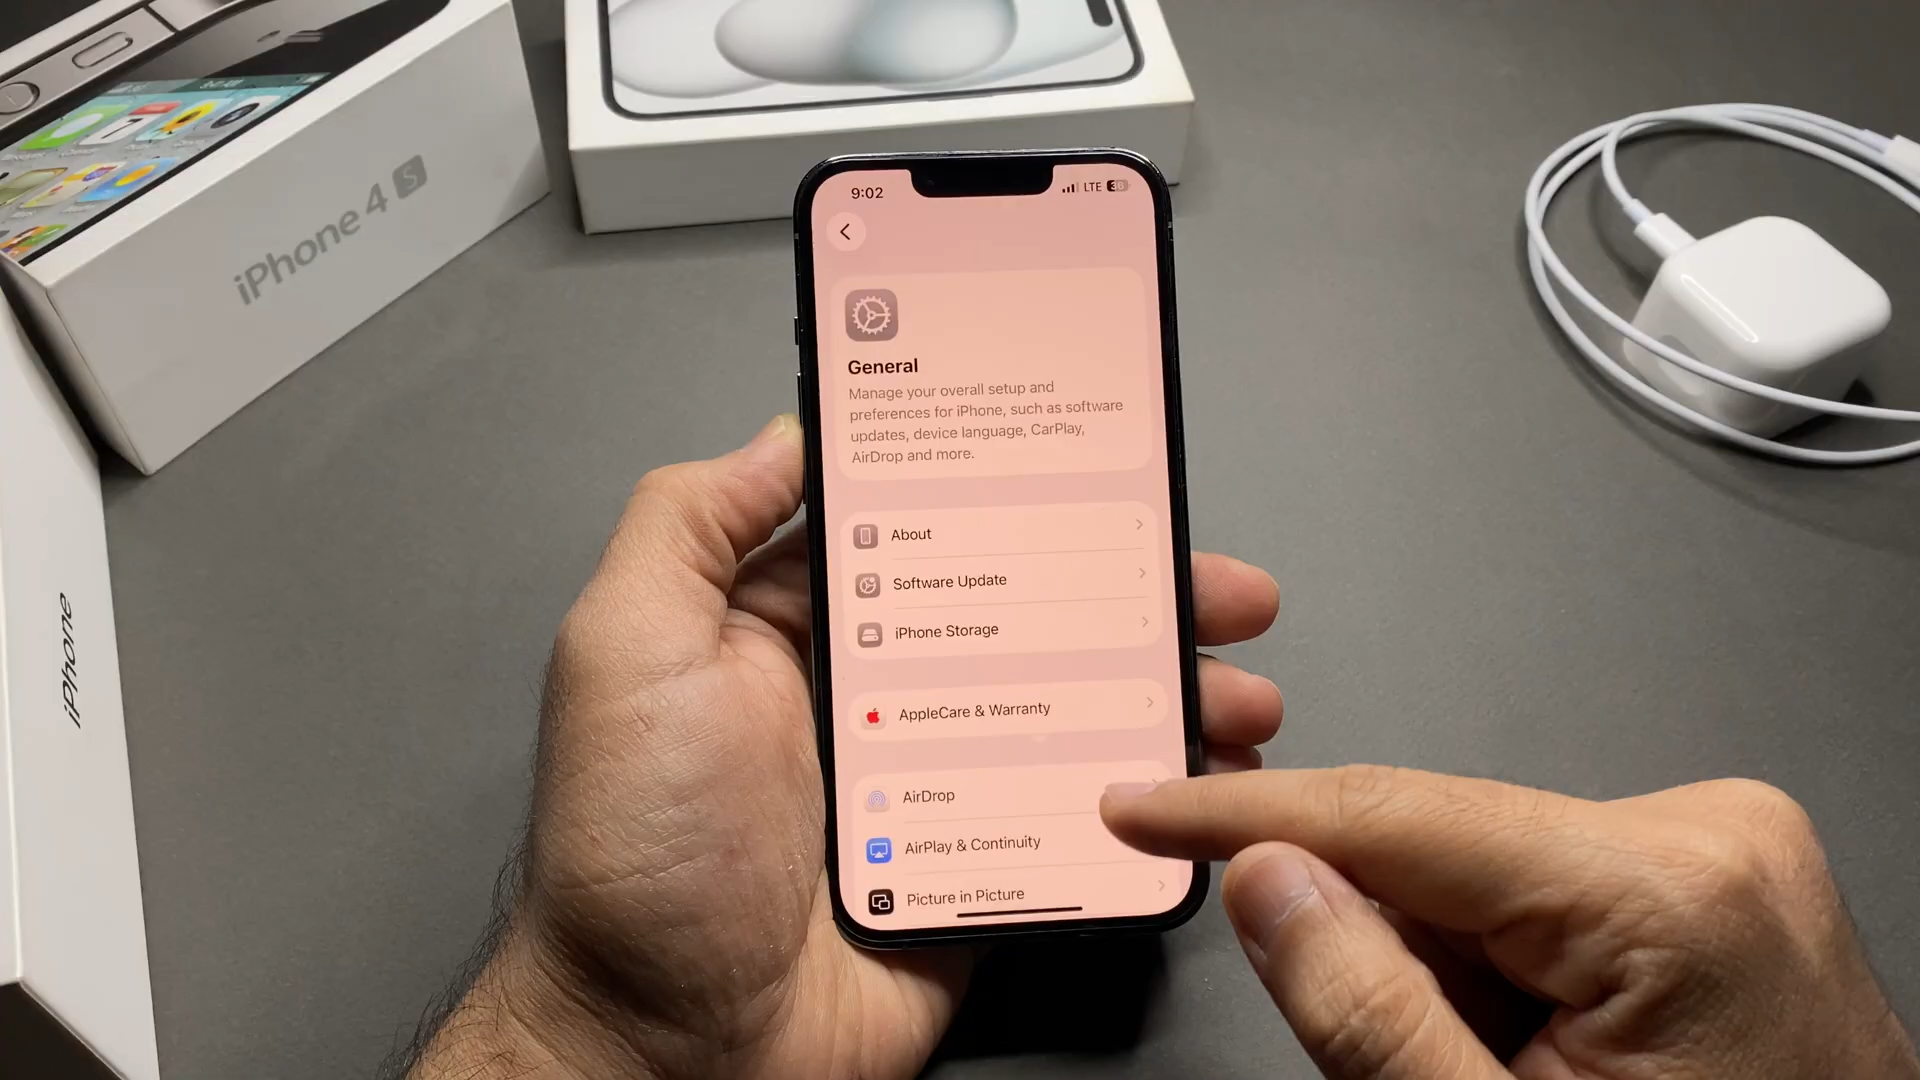 iPhone 4 S
iPhone
9:02
LTE
General
Manage your overall setup and
preferences for iPhone, such as software
updates, device language, CarPlay,
AirDrop and more.
About
Software Update
iPhone Storage
AppleCare & Warranty
AirDrop
AirPlay & Continuity
Picture in Picture